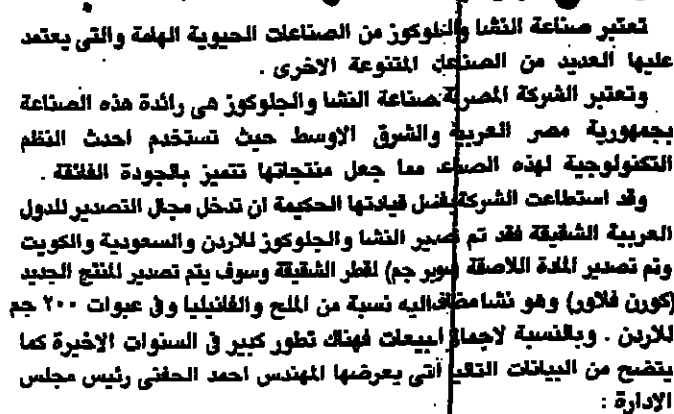 تعتبر صناعة النشا والجلوكوز من الصناعات الحيوية الهامة والتى يعتمد
عليها العديد من الصناعات المتنوعة الاخرى .
وتعتبر الشركة المصرية لصناعة النشا والجلوكوز هى رائدة هذه الصناعة
بجمهورية مصر العربية والشرق الاوسط حيث تستخدم احدث النظم
التكنولوجية لهذه الصناعة مما جعل منتجاتها تتميز بالجودة الفائقة .
وقد استطاعت الشركة بفضل قيادتها الحكيمة ان تدخل مجال التصدير للدول
العربية الشقيقة فقد تم تصدير النشا والجلوكوز للاردن والسعودية والكويت
وتم تصدير المادة اللاصقة (سوبر جم) لقطر الشقيقة وسوف يتم تصدير المنتج الجديد
(كورن فلاور) وهو نشا مضاف اليه نسبة من الملح والفانيليا وفى عبوات ٢٠٠ جم
للاردن . وبالنسبة لاجمالى المبيعات فهناك تطور كبير فى السنوات الاخيرة كما
يتضح من البيانات التالية التى يعرضها المهندس احمد الحفنى رئيس مجلس
الإدارة :